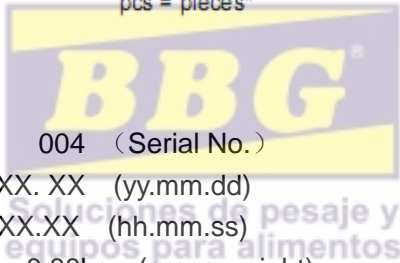 pcs = pieces"
BBG®
004 （Serial No.）
XX. XX (yy.mm.dd)
XX.XX (hh.mm.ss)
Soluciones de pesaje y
equipos para alimentos